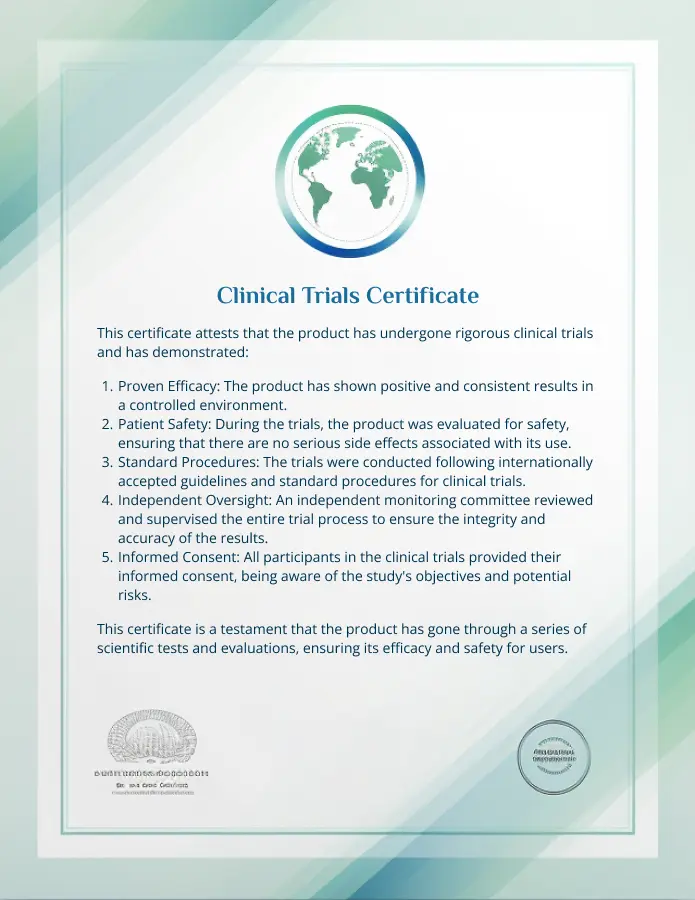 Clinical Trials Certificate
This certificate attests that the product has undergone rigorous clinical trials
and has demonstrated:
1. Proven Efficacy: The product has shown positive and consistent results in
a controlled environment.
2. Patient Safety: During the trials, the product was evaluated for safety,
ensuring that there are no serious side effects associated with its use.
3. Standard Procedures: The trials were conducted following internationally
accepted guidelines and standard procedures for clinical trials.
4. Independent Oversight: An independent monitoring committee reviewed
and supervised the entire trial process to ensure the integrity and
accuracy of the results.
5. Informed Consent: All participants in the clinical trials provided their
informed consent, being aware of the study's objectives and potential
risks.
This certificate is a testament that the product has gone through a series of
scientific tests and evaluations, ensuring its efficacy and safety for users.